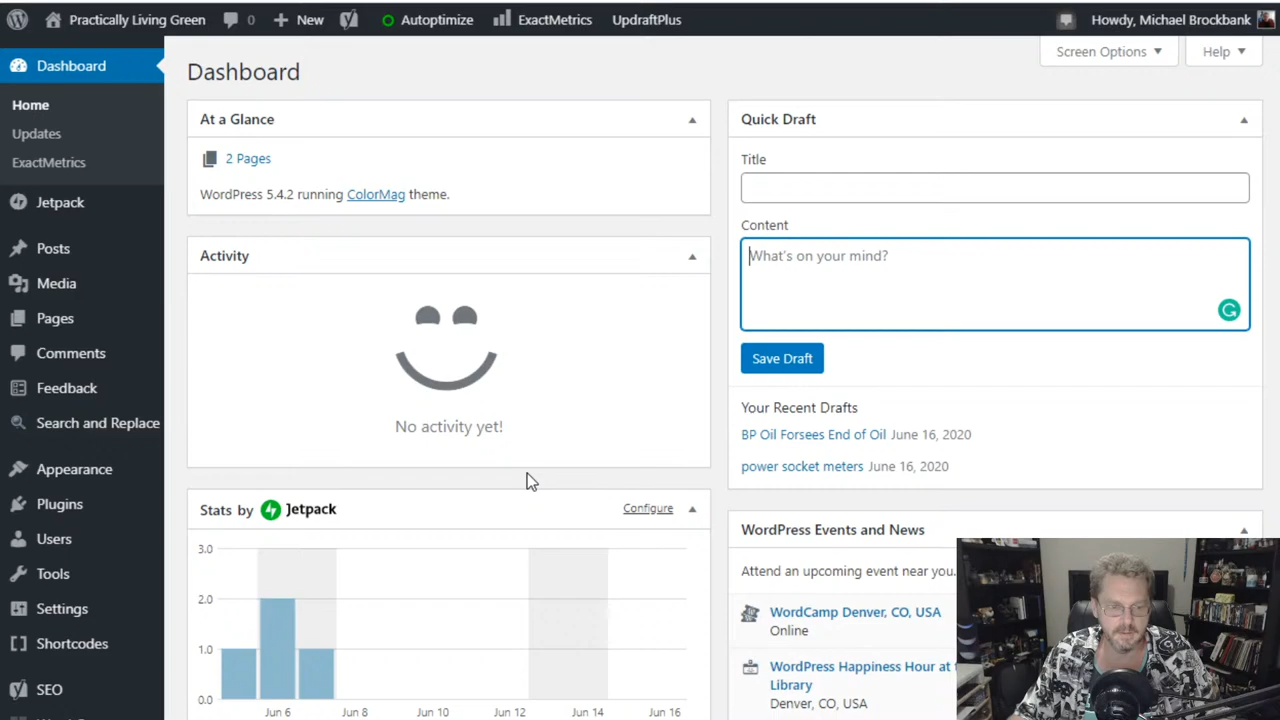 Practically Living Green
0
New
Autoptimize
ExactMetrics
UpdraftPlus
Howdy, Michael Brockbank
Screen Options
Help
Dashboard
Home
Updates
ExactMetrics
Jetpack
Posts
Media
Pages
Comments
Feedback
Search and Replace
Appearance
Plugins
Users
Tools
Settings
Shortcodes
SEO
Dashboard
At a Glance
2 Pages
WordPress 5.4.2 running ColorMag theme.
Activity
No activity yet!
Stats by Jetpack
Configure
3.0
2.0
1.0
0.0
Jun 6
Jun 8
Jun 10
Jun 12
Jun 14
Jun 16
Quick Draft
Title
Content
What's on your mind?
Save Draft
Your Recent Drafts
BP Oil Forsees End of Oil June 16, 2020
power socket meters June 16, 2020
WordPress Events and News
Attend an upcoming event near you.
WordCamp Denver, CO, USA
Online
WordPress Happiness Hour at
Library
Denver, CO, USA